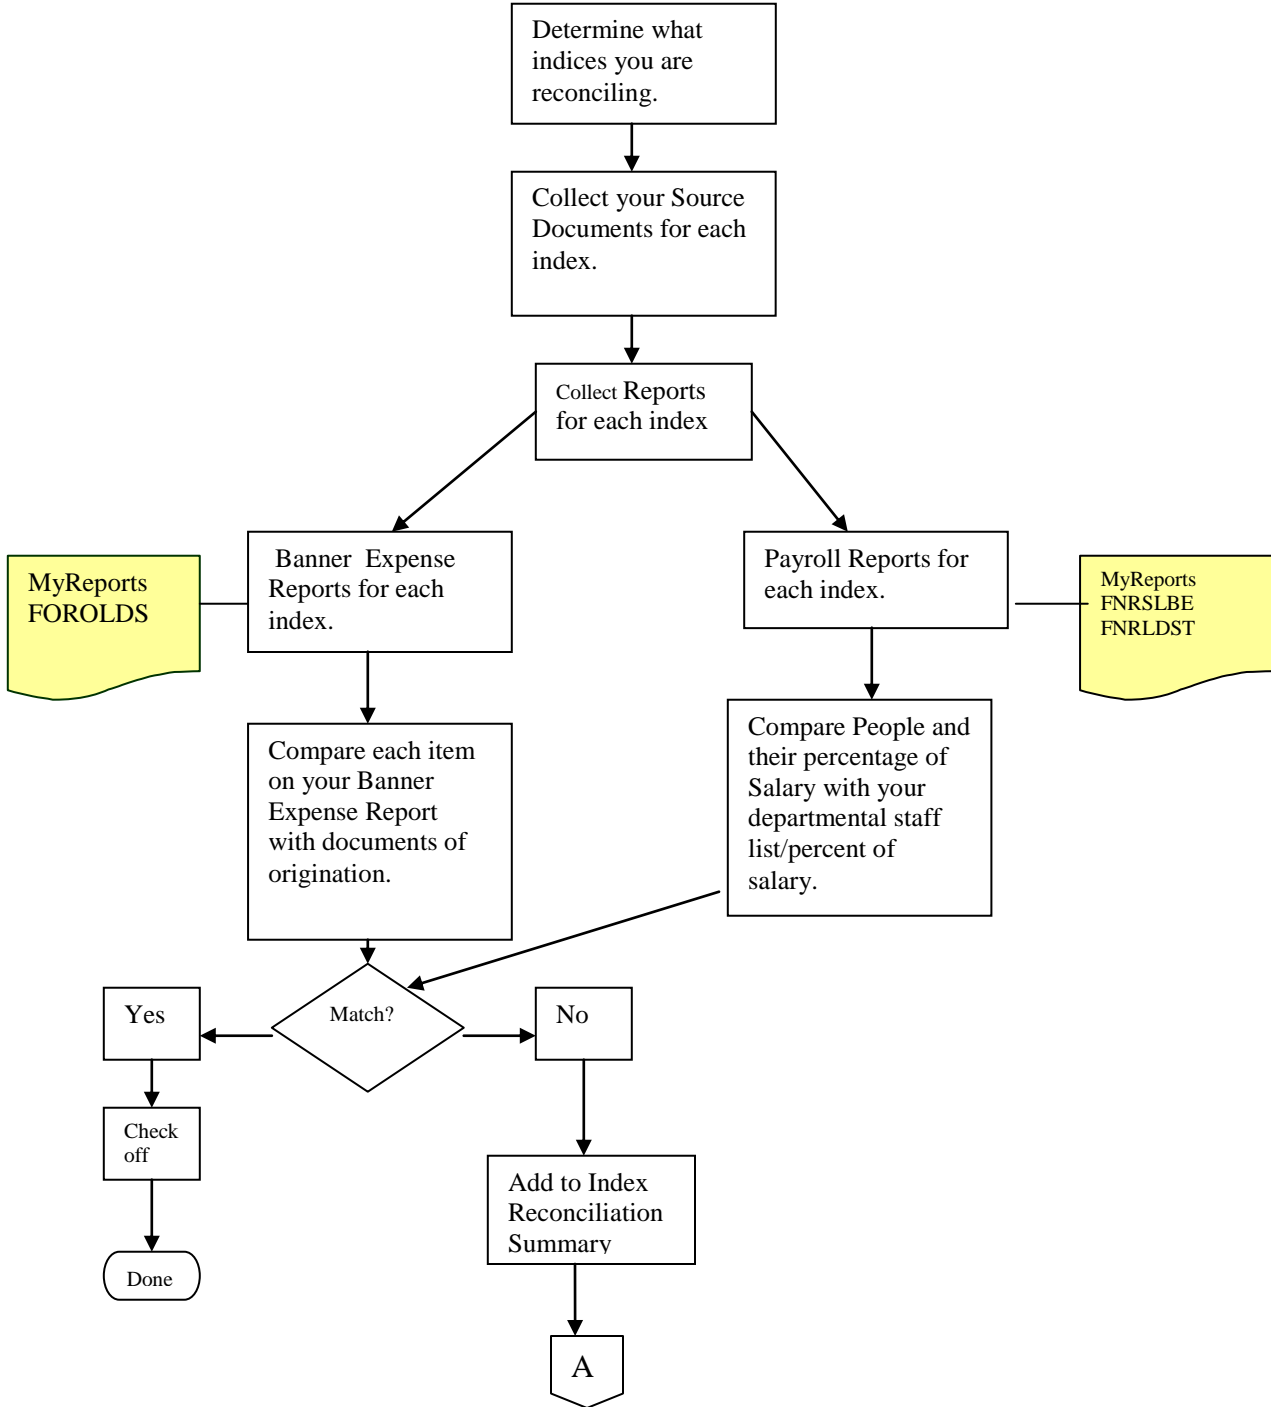 Determine what
indices you are
reconciling.
Collect your Source
Documents for each
index.
Collect Reports
for each index
Banner Expense
Reports for each
index.
MyReports
FOROLDS
Payroll Reports for
each index.
MyReports
FNRSLBE
FNRLDST
Compare each item
on your Banner
Expense Report
with documents of
origination.
Compare People and
their percentage of
Salary with your
departmental staff
list/percent of
salary.
Match?
Yes
No
Check
off
Done
Add to Index
Reconciliation
Summary
A